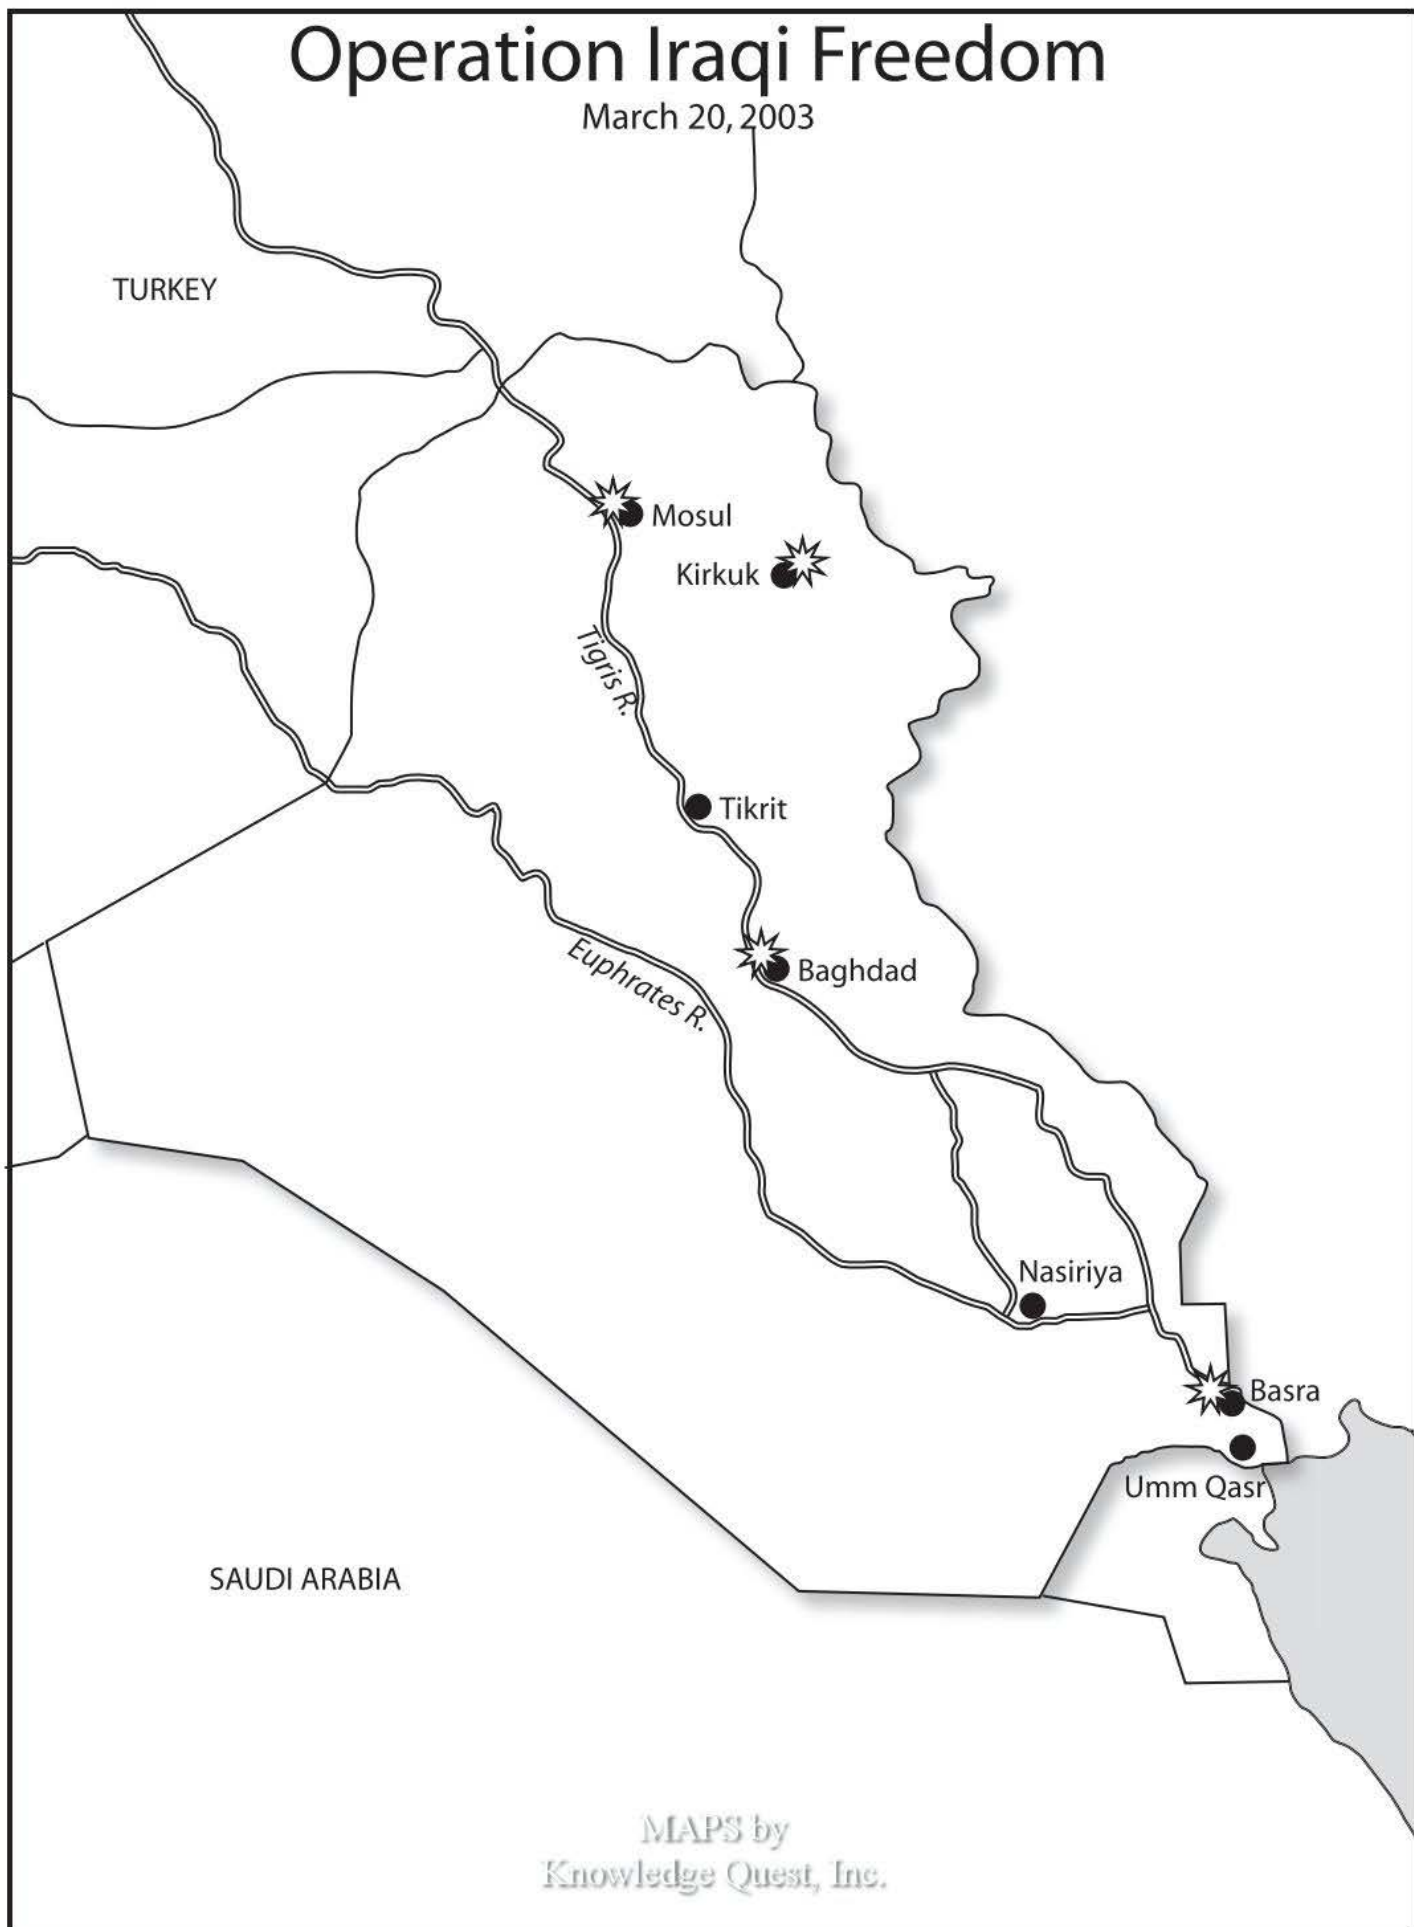 Operation Iraqi Freedom
March 20, 2003
TURKEY
Mosul
Kirkuk
Tigris R.
Tikrit
Baghdad
Euphrates R.
Nasiriya
Basra
Umm Qasr
SAUDI ARABIA
MAPS by
Knowledge Quest, Inc.